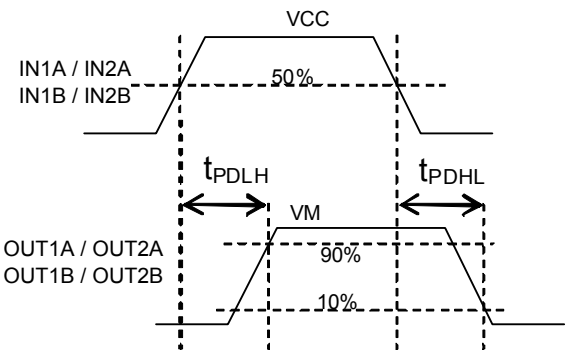 VCC
IN1A / IN2A
50%
IN1B / IN2B
tPDLH
tPDHL
VM
OUT1A / OUT2A
90%
OUT1B / OUT2B
10%